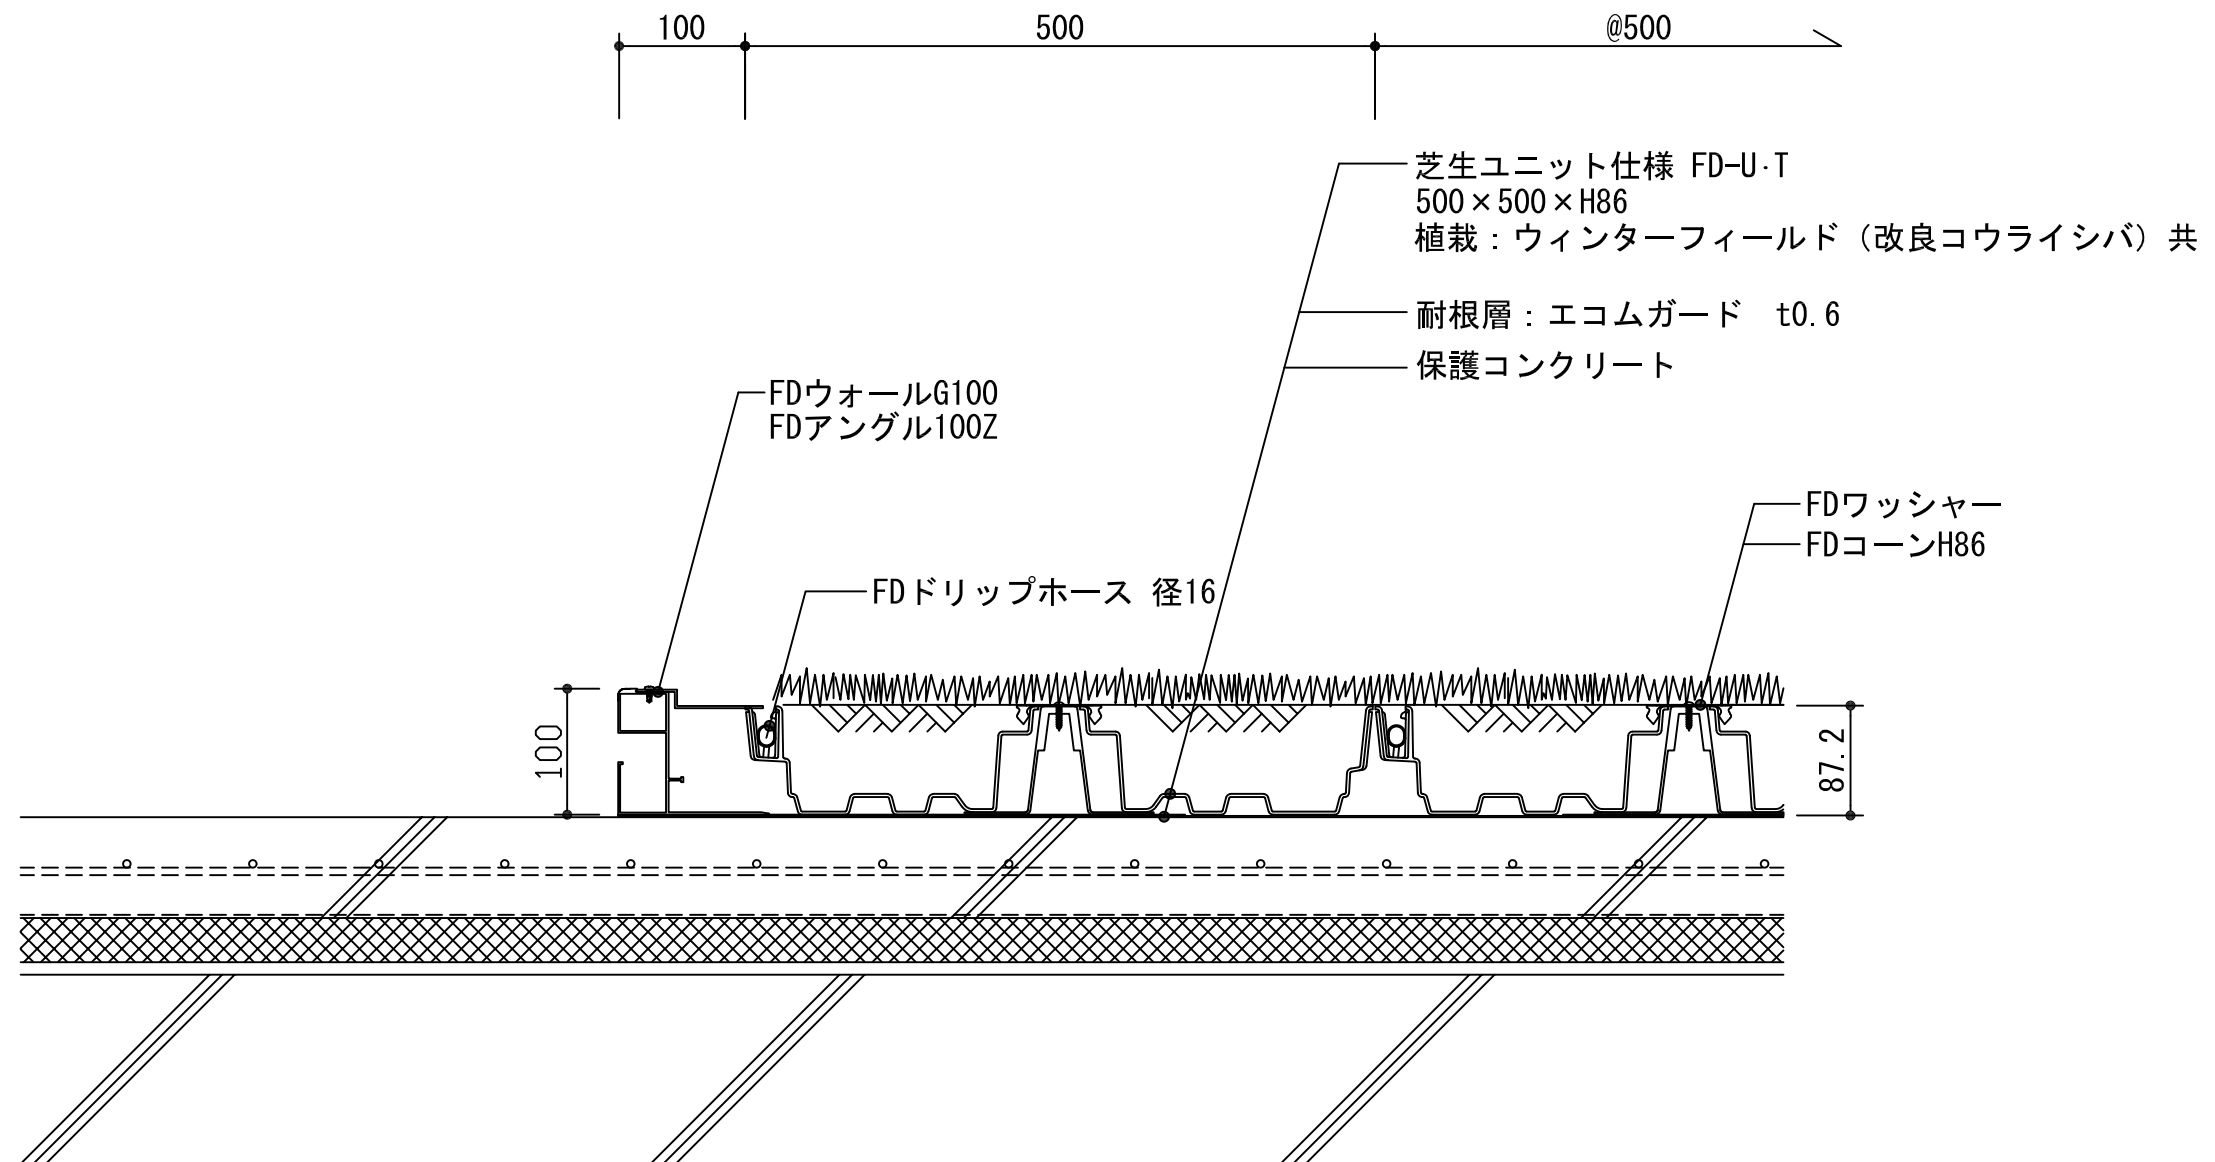 100
500
@500
芝生ユニット仕様 FD-U·T
500×500×H86
植栽：ウィンターフィールド（改良コウライシバ）共
耐根層：エコムガード　t0.6
保護コンクリート
FDウォールG100
FDアングル100Z
FDワッシャー
FDコーンH86
FDドリップホース 径16
100
87.2